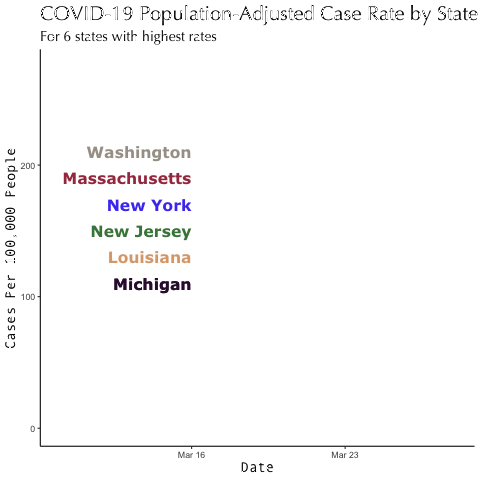 COVID-19 Population-Adjusted Case Rate by State
For 6 states with highest rates
Cases Per 100,000 People
200
100
0
Washington
Massachusetts
New York
New Jersey
Louisiana
Michigan
Mar 16
Mar 23
Date